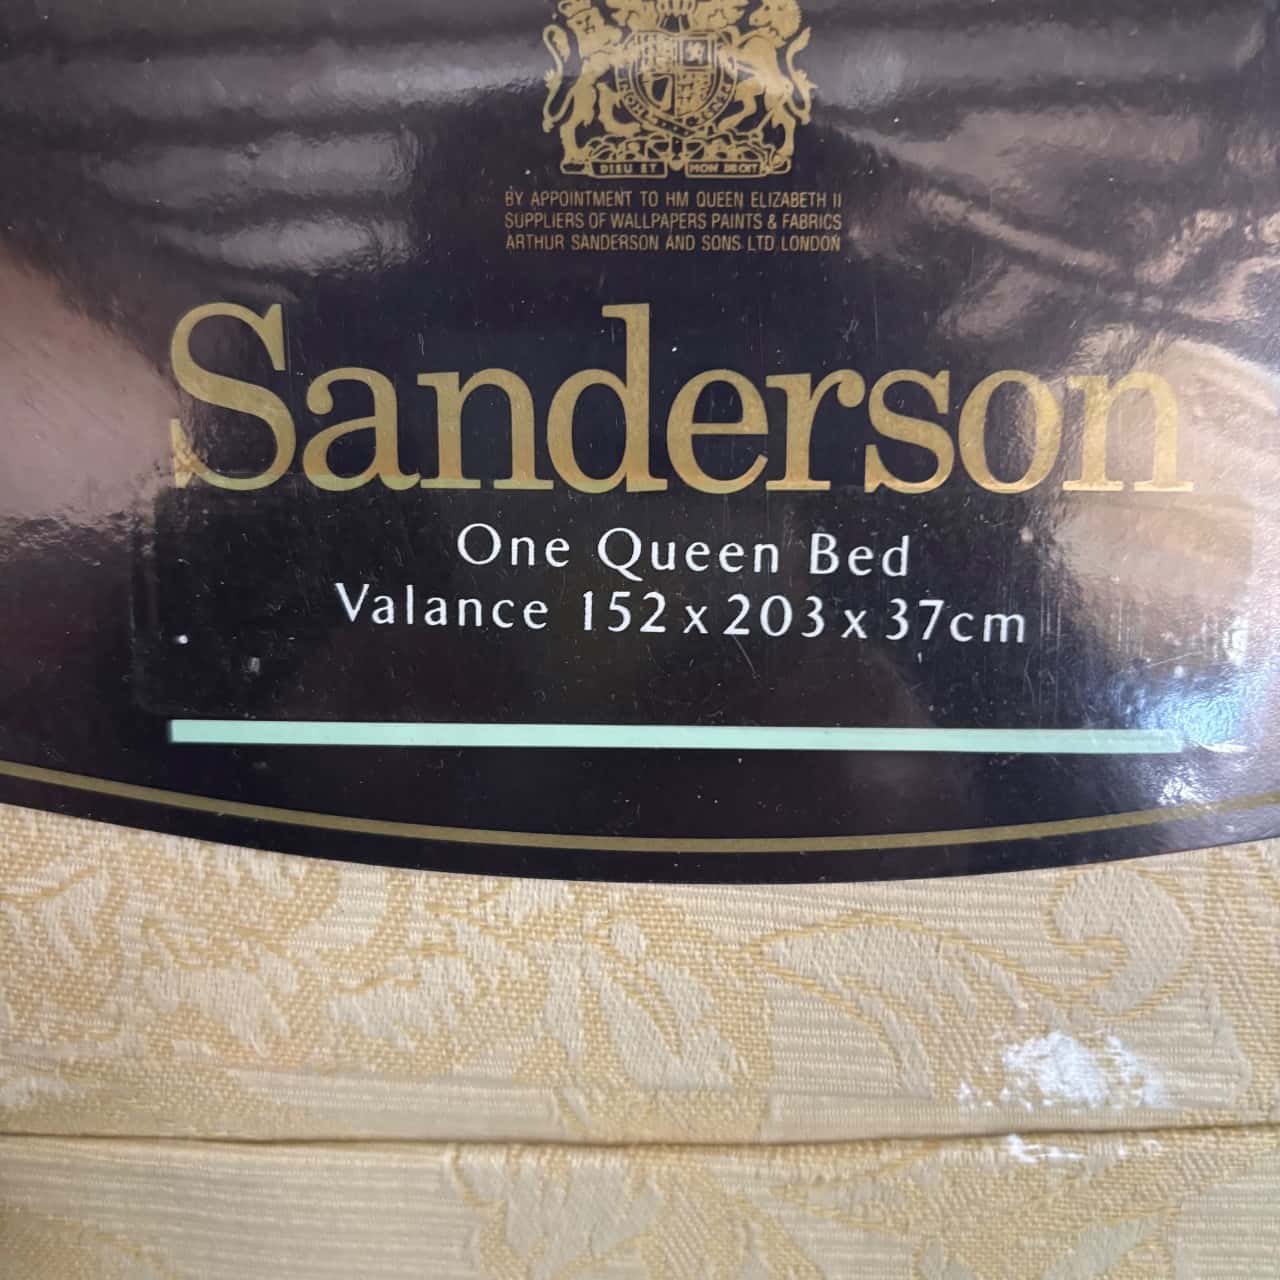 DIEU ET MON DROIT
BY APPOINTMENT TO HM QUEEN ELIZABETH II
SUPPLIERS OF WALLPAPERS PAINTS & FABRICS
ARTHUR SANDERSON AND SONS LTD LONDON
Sanderson
One Queen Bed
Valance 152 x 203 x 37cm